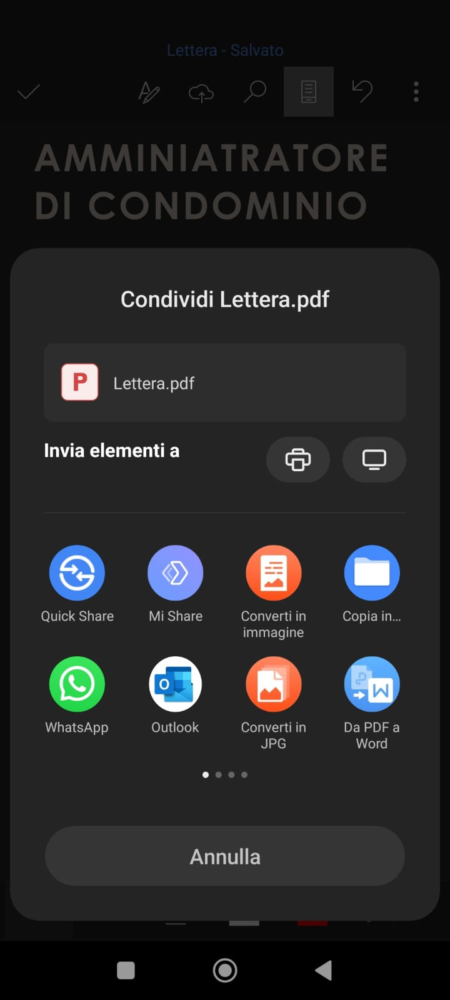 Lettera - Salvato
AMMINIATRATORE
DI CONDOMINIO
Condividi Lettera.pdf
P
Lettera.pdf
Invia elementi a
Quick Share
Mi Share
Converti in
immagine
Copia in...
WhatsApp
Outlook
Converti in
JPG
Da PDF a
Word
Annulla